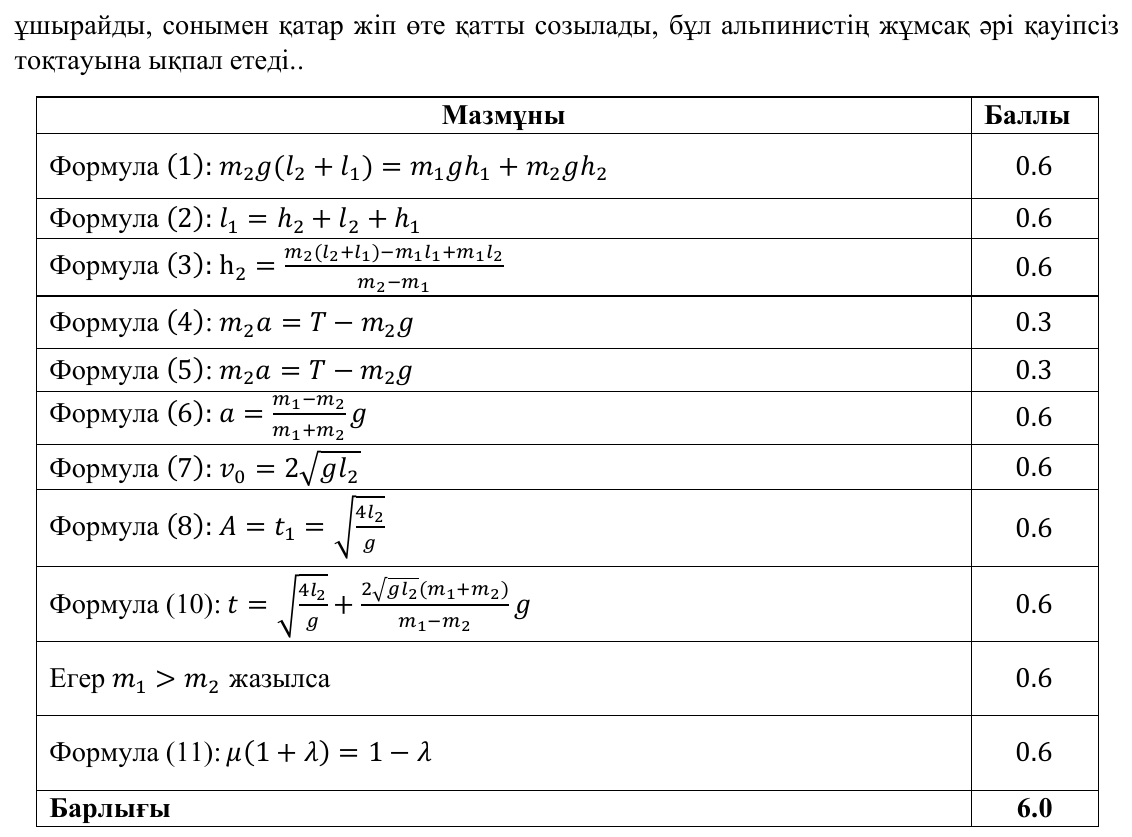 ұшырайды, сонымен қатар жіп өте қатты созылады, бұл альпинистің жұмсақ әрі қауіпсіз
тоқтауына ықпал етеді..
Мазмұны Баллы
Формула (1): m₂g(l₂ + l₁) = m₁gh₁ + m₂gh₂ 0.6
Формула (2): l₁ = h₂ + l₂ + h₁ 0.6
Формула (3): h₂ = (m₂(l₂+l₁)−m₁l₁+m₁l₂)/(m₂−m₁) 0.6
Формула (4): m₂a = T − m₂g 0.3
Формула (5): m₂a = T − m₂g 0.3
Формула (6): a = (m₁−m₂)/(m₁+m₂) g 0.6
Формула (7): v₀ = 2√(gl₂) 0.6
Формула (8): A = t₁ = √(4l₂/g) 0.6
Формула (10): t = √(4l₂/g) + (2√(gl₂)(m₁+m₂))/(m₁−m₂) g 0.6
Егер m₁ > m₂ жазылса 0.6
Формула (11): μ(1 + λ) = 1 − λ 0.6
Барлығы 6.0